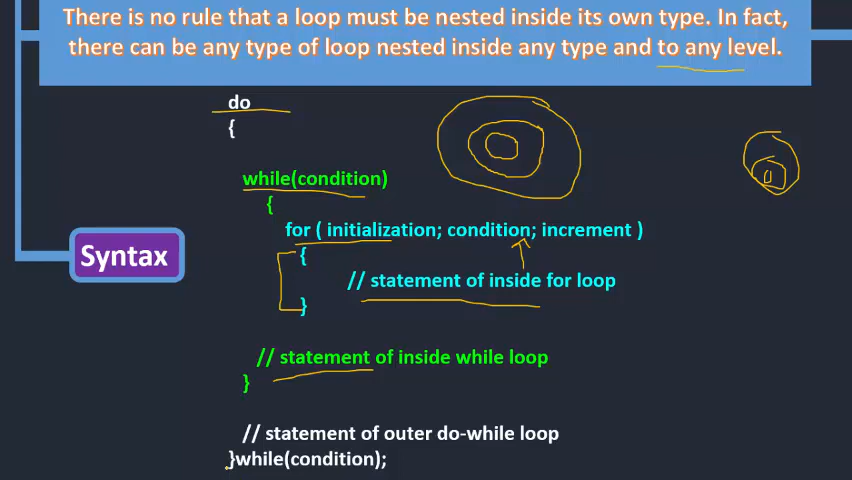 There is no rule that a loop must be nested inside its own type. In fact,
there can be any type of loop nested inside any type and to any level.
do
{
while(condition)
{
for ( initialization; condition; increment )
{
Syntax
// statement of inside for loop
}
// statement of inside while loop
}
// statement of outer do-while loop
}while(condition);